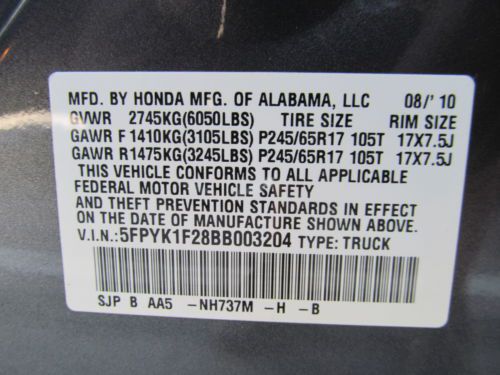 MFD. BY HONDA MFG. OF ALABAMA, LLC 08/'10
GVWR 2745KG(6050LBS) TIRE SIZE RIM SIZE
GAWR F 1410KG(3105LBS) P245/65R17 105T 17X7.5J
GAWR R1475KG(3245LBS) P245/65R17 105T 17X7.5J
THIS VEHICLE CONFORMS TO ALL APPLICABLE
FEDERAL MOTOR VEHICLE SAFETY
AND THEFT PREVENTION STANDARDS IN EFFECT
ON THE DATE OF MANUFACTURE SHOWN ABOVE.
V.I.N.:5FPYK1F28BB003204 TYPE: TRUCK
SJP B AA5 -NH737M -H -B